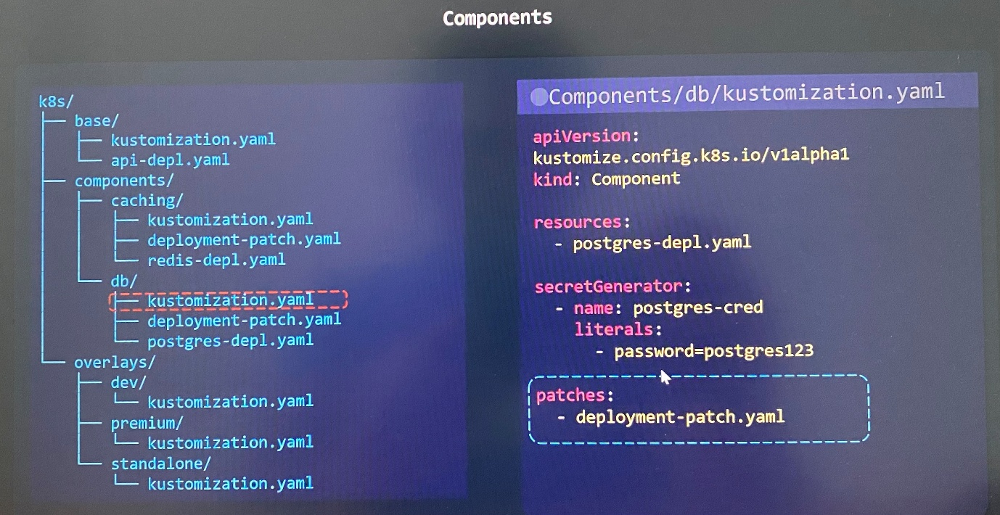 Components
k8s/
├── base/
│   ├── kustomization.yaml
│   └── api-depl.yaml
├── components/
│   ├── caching/
│   │   ├── kustomization.yaml
│   │   ├── deployment-patch.yaml
│   │   └── redis-depl.yaml
│   └── db/
│       ├── kustomization.yaml
│       ├── deployment-patch.yaml
│       └── postgres-depl.yaml
└── overlays/
    ├── dev/
    │   └── kustomization.yaml
    ├── premium/
    │   └── kustomization.yaml
    └── standalone/
        └── kustomization.yaml
Components/db/kustomization.yaml
apiVersion:
kustomize.config.k8s.io/v1alpha1
kind: Component
resources:
  - postgres-depl.yaml
secretGenerator:
  - name: postgres-cred
    literals:
      - password=postgres123
patches:
  - deployment-patch.yaml